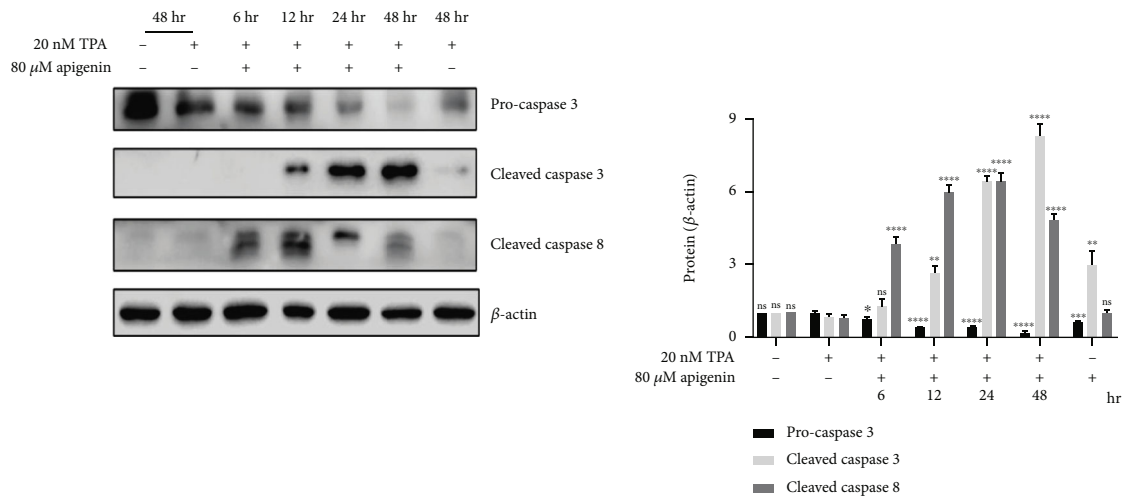 48 hr 6 hr 12 hr 24 hr 48 hr 48 hr
20 nM TPA – + + + + + +
80 μM apigenin – – + + + + –
Pro-caspase 3
Cleaved caspase 3
Cleaved caspase 8
β-actin
Protein (β-actin)
9
6
3
0
ns ns ns
* ns ****
**** ** ****
**** **** ****
**** **** ****
*** ** ns
20 nM TPA – + + + + + –
80 μM apigenin – – + + + + +
6 12 24 48 hr
Pro-caspase 3
Cleaved caspase 3
Cleaved caspase 8